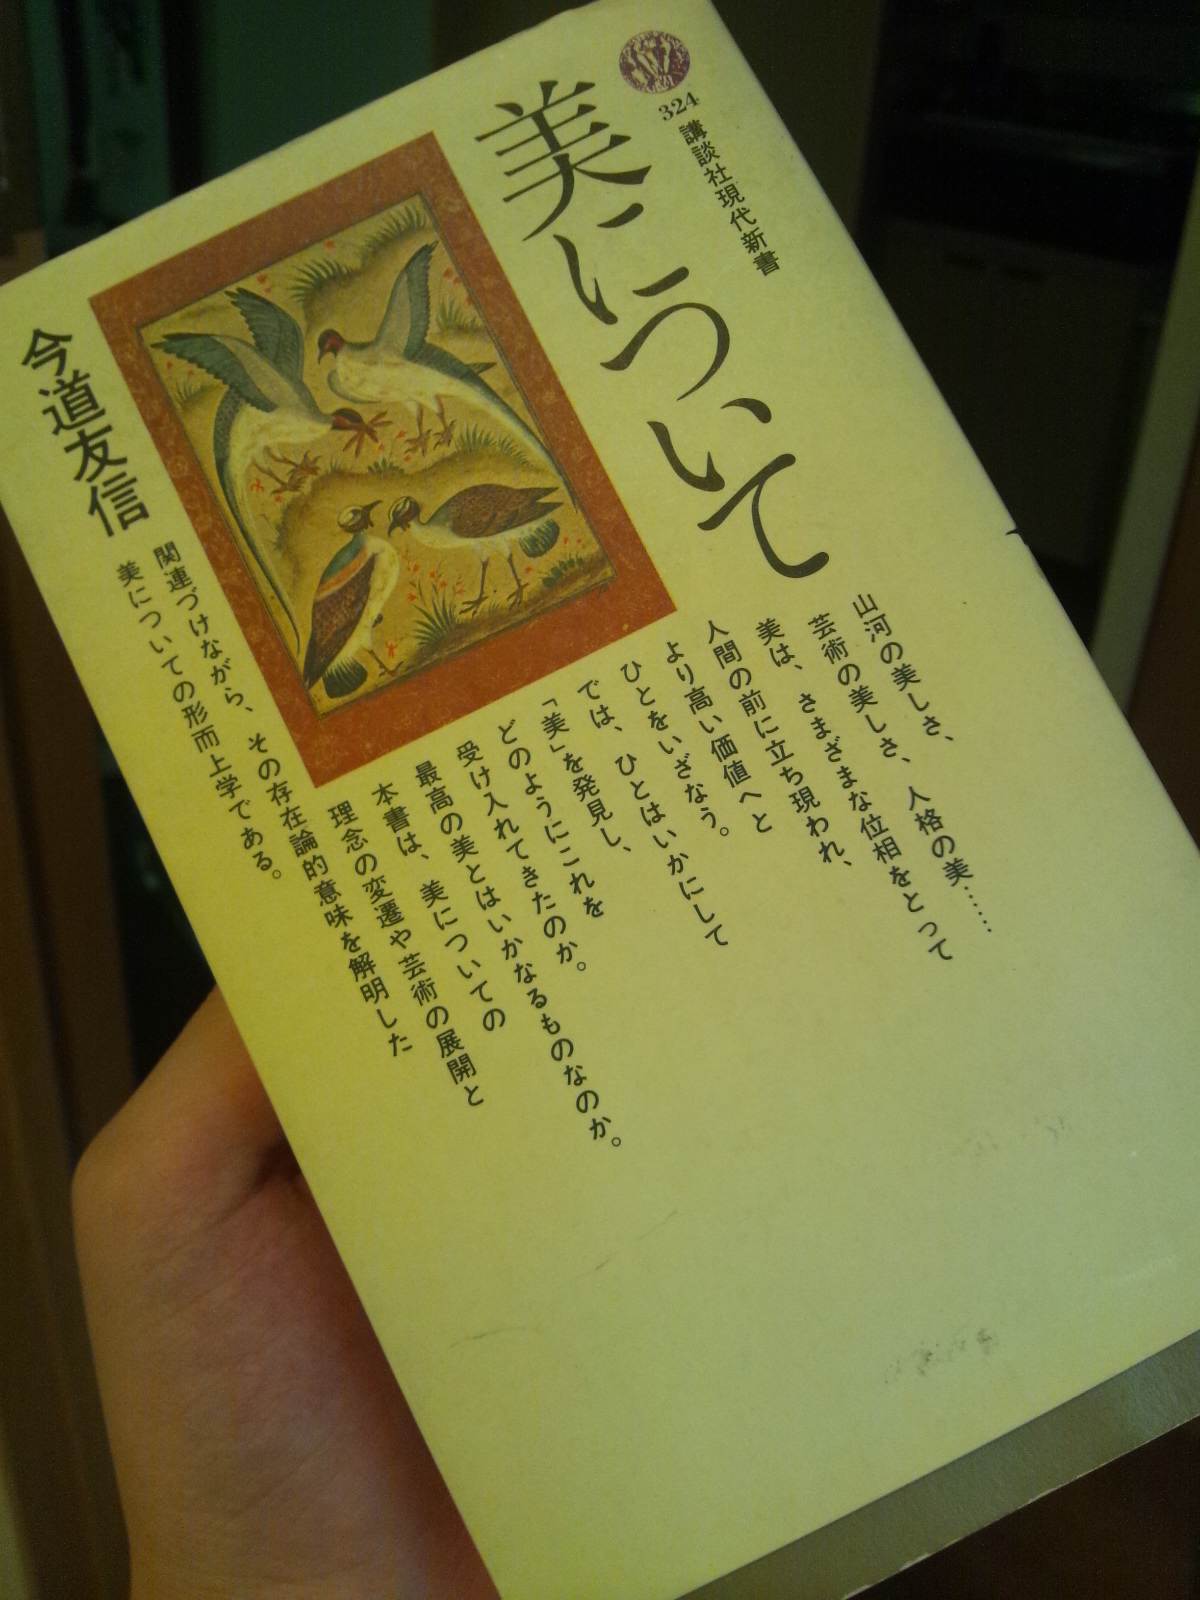 324
講談社現代新書
美について
今道友信
山河の美しさ、
芸術の美しさ、人格の美……
美は、さまざまな位相をとって
人間の前に立ち現われ、
より高い価値へと
ひとをいざなう。
では、ひとはいかにして
「美」を発見し、
どのようにこれを
受け入れてきたのか。
最高の美とはいかなるものなのか。
本書は、美についての
理念の変遷や芸術の展開と
関連づけながら、その存在論的意味を解明した
美についての形而上学である。